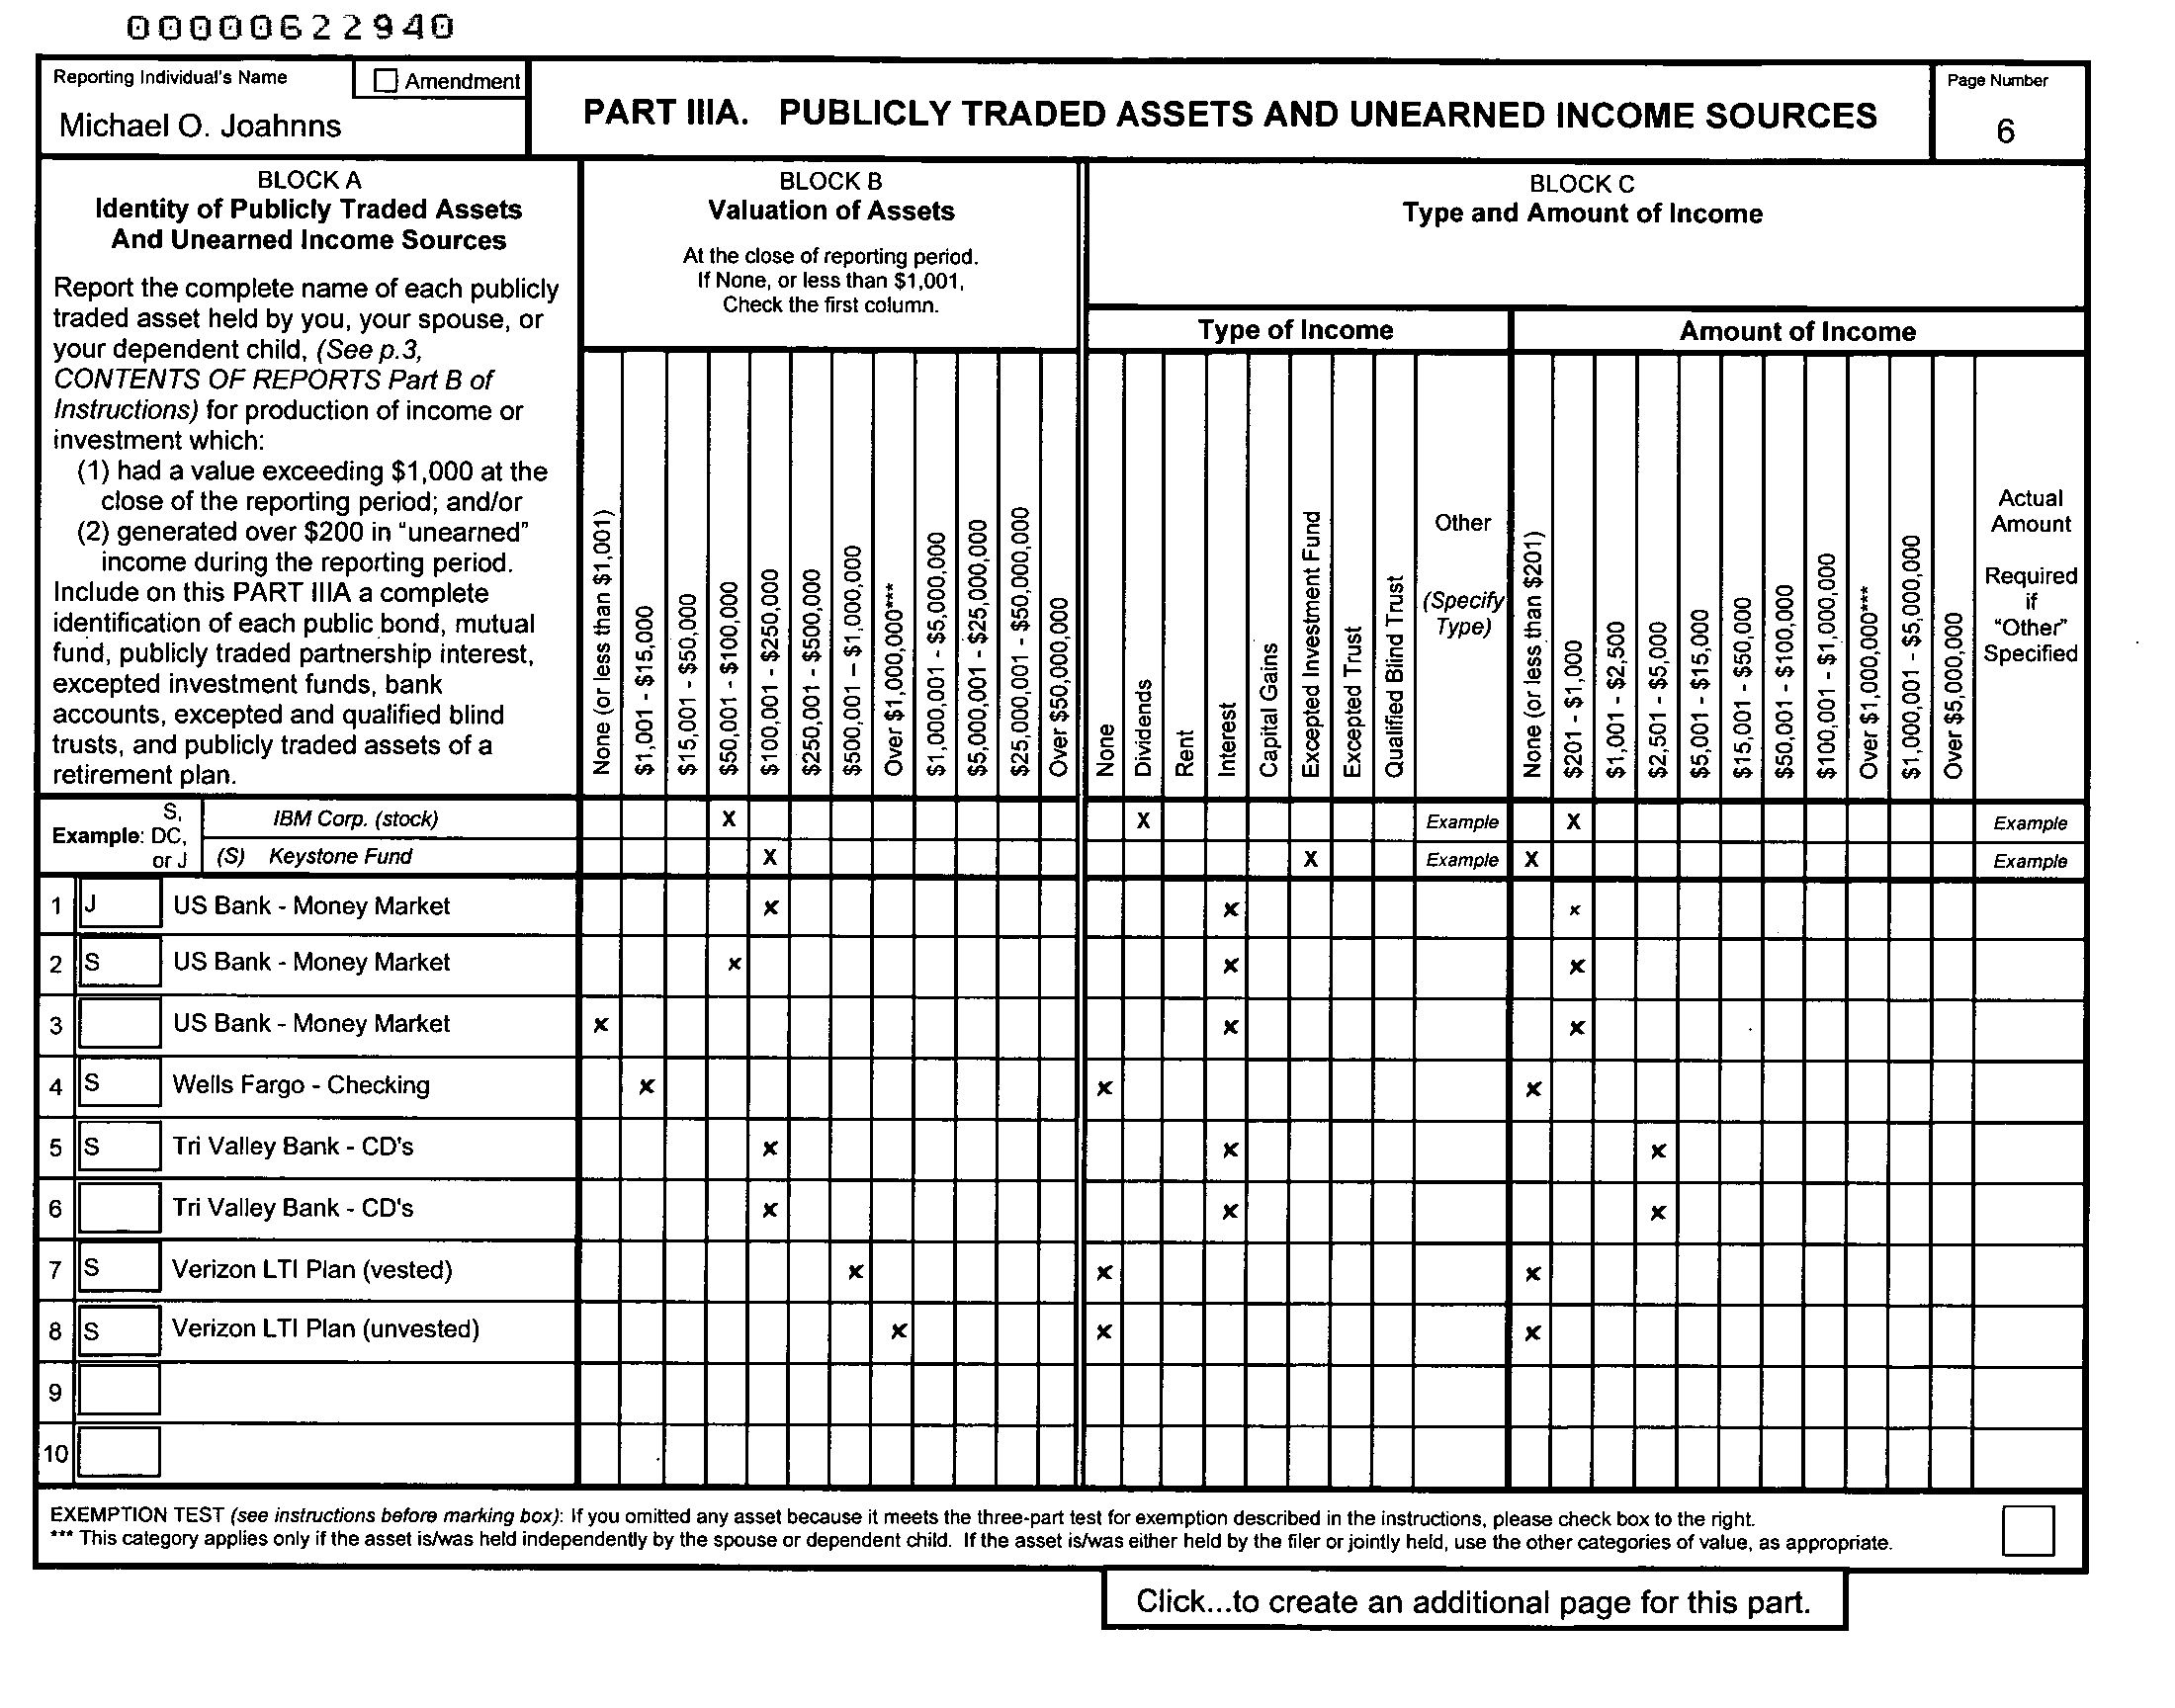 00000622940
Reporting Individual's Name
Amendment
Michael O. Joahnns
PART IIIA. PUBLICLY TRADED ASSETS AND UNEARNED INCOME SOURCES
Page Number
6
BLOCK A
Identity of Publicly Traded Assets
And Unearned Income Sources
Report the complete name of each publicly
traded asset held by you, your spouse, or
your dependent child, (See p.3,
CONTENTS OF REPORTS Part B of
Instructions) for production of income or
investment which:
(1) had a value exceeding $1,000 at the
close of the reporting period; and/or
(2) generated over $200 in "unearned"
income during the reporting period.
Include on this PART IIIA a complete
identification of each public bond, mutual
fund, publicly traded partnership interest,
excepted investment funds, bank
accounts, excepted and qualified blind
trusts, and publicly traded assets of a
retirement plan.
BLOCK B
Valuation of Assets
At the close of reporting period.
If None, or less than $1,001,
Check the first column.
None (or less than $1,001)
$1,001 - $15,000
$15,001 - $50,000
$50,001 - $100,000
$100,001 - $250,000
$250,001 - $500,000
$500,001 – $1,000,000
Over $1,000,000***
$1,000,001 - $5,000,000
$5,000,001 - $25,000,000
$25,000,001 - $50,000,000
Over $50,000,000
BLOCK C
Type and Amount of Income
Type of Income
None
Dividends
Rent
Interest
Capital Gains
Excepted Investment Fund
Excepted Trust
Qualified Blind Trust
Other
(Specify
Type)
Amount of Income
None (or less than $201)
$201 - $1,000
$1,001 - $2,500
$2,501 - $5,000
$5,001 - $15,000
$15,001 - $50,000
$50,001 - $100,000
$100,001 - $1,000,000
Over $1,000,000***
$1,000,001 - $5,000,000
Over $5,000,000
Actual
Amount
Required
if
"Other"
Specified
Example: S, DC, or J
IBM Corp. (stock) X X Example X Example
(S) Keystone Fund X X Example X Example
1 J US Bank - Money Market x x x
2 S US Bank - Money Market x x x
3 US Bank - Money Market x x x
4 S Wells Fargo - Checking x x x
5 S Tri Valley Bank - CD's x x x
6 Tri Valley Bank - CD's x x x
7 S Verizon LTI Plan (vested) x x x
8 S Verizon LTI Plan (unvested) x x x
9
10
EXEMPTION TEST (see instructions before marking box): If you omitted any asset because it meets the three-part test for exemption described in the instructions, please check box to the right.
*** This category applies only if the asset is/was held independently by the spouse or dependent child. If the asset is/was either held by the filer or jointly held, use the other categories of value, as appropriate.
Click...to create an additional page for this part.